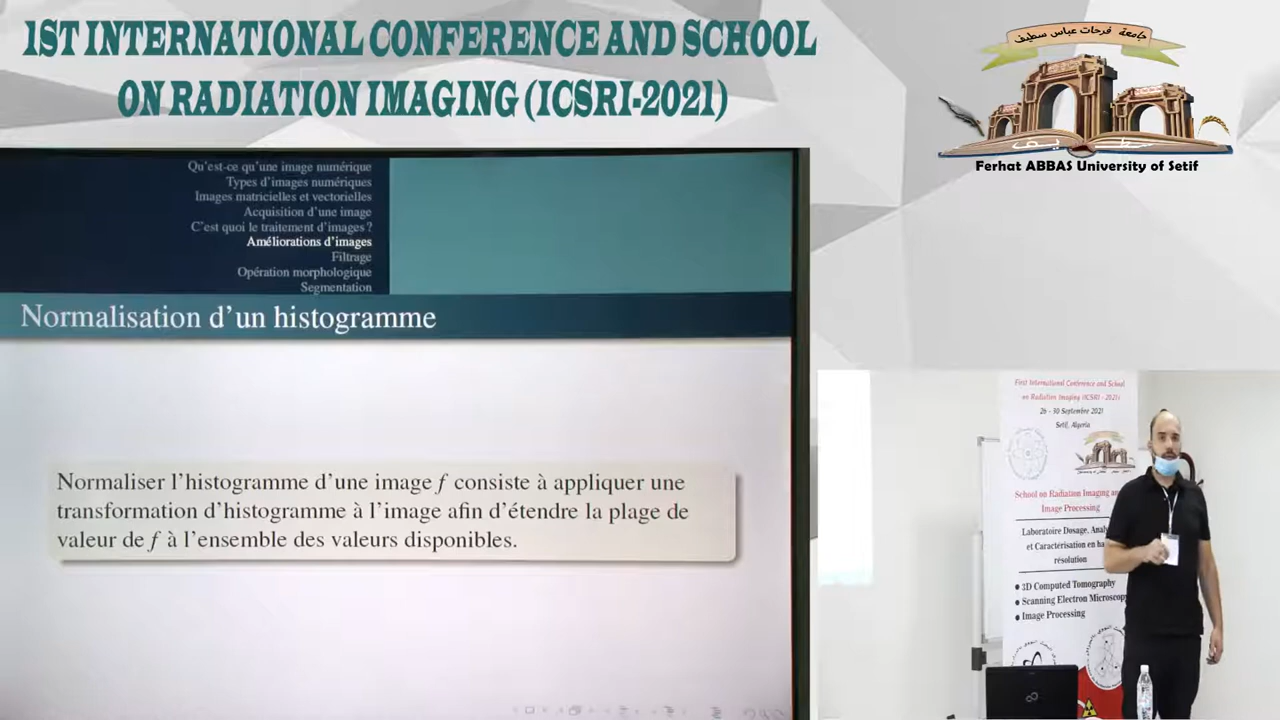 1ST INTERNATIONAL CONFERENCE AND SCHOOL
ON RADIATION IMAGING (ICSRI-2021)
جامعة فرحات عباس سطيف
Ferhat ABBAS University of Setif
Qu'est-ce qu'une image numérique
Types d'images numériques
Images matricielles et vectorielles
Acquisition d'une image
C'est quoi le traitement d'images ?
Améliorations d'images
Filtrage
Opération morphologique
Segmentation
Normalisation d'un histogramme
Normaliser l'histogramme d'une image f consiste à appliquer une
transformation d'histogramme à l'image afin d'étendre la plage de
valeur de f à l'ensemble des valeurs disponibles.
First International Conference and School
on Radiation Imaging (ICSRI - 2021)
26 - 30 Septembre 2021
Setif, Algeria
School on Radiation Imaging an
Image Processing
Laboratoire Dosage, Analy
et Caractérisation en ha
résolution
● 3D Computed Tomography
● Scanning Electron Microscopy
● Image Processing